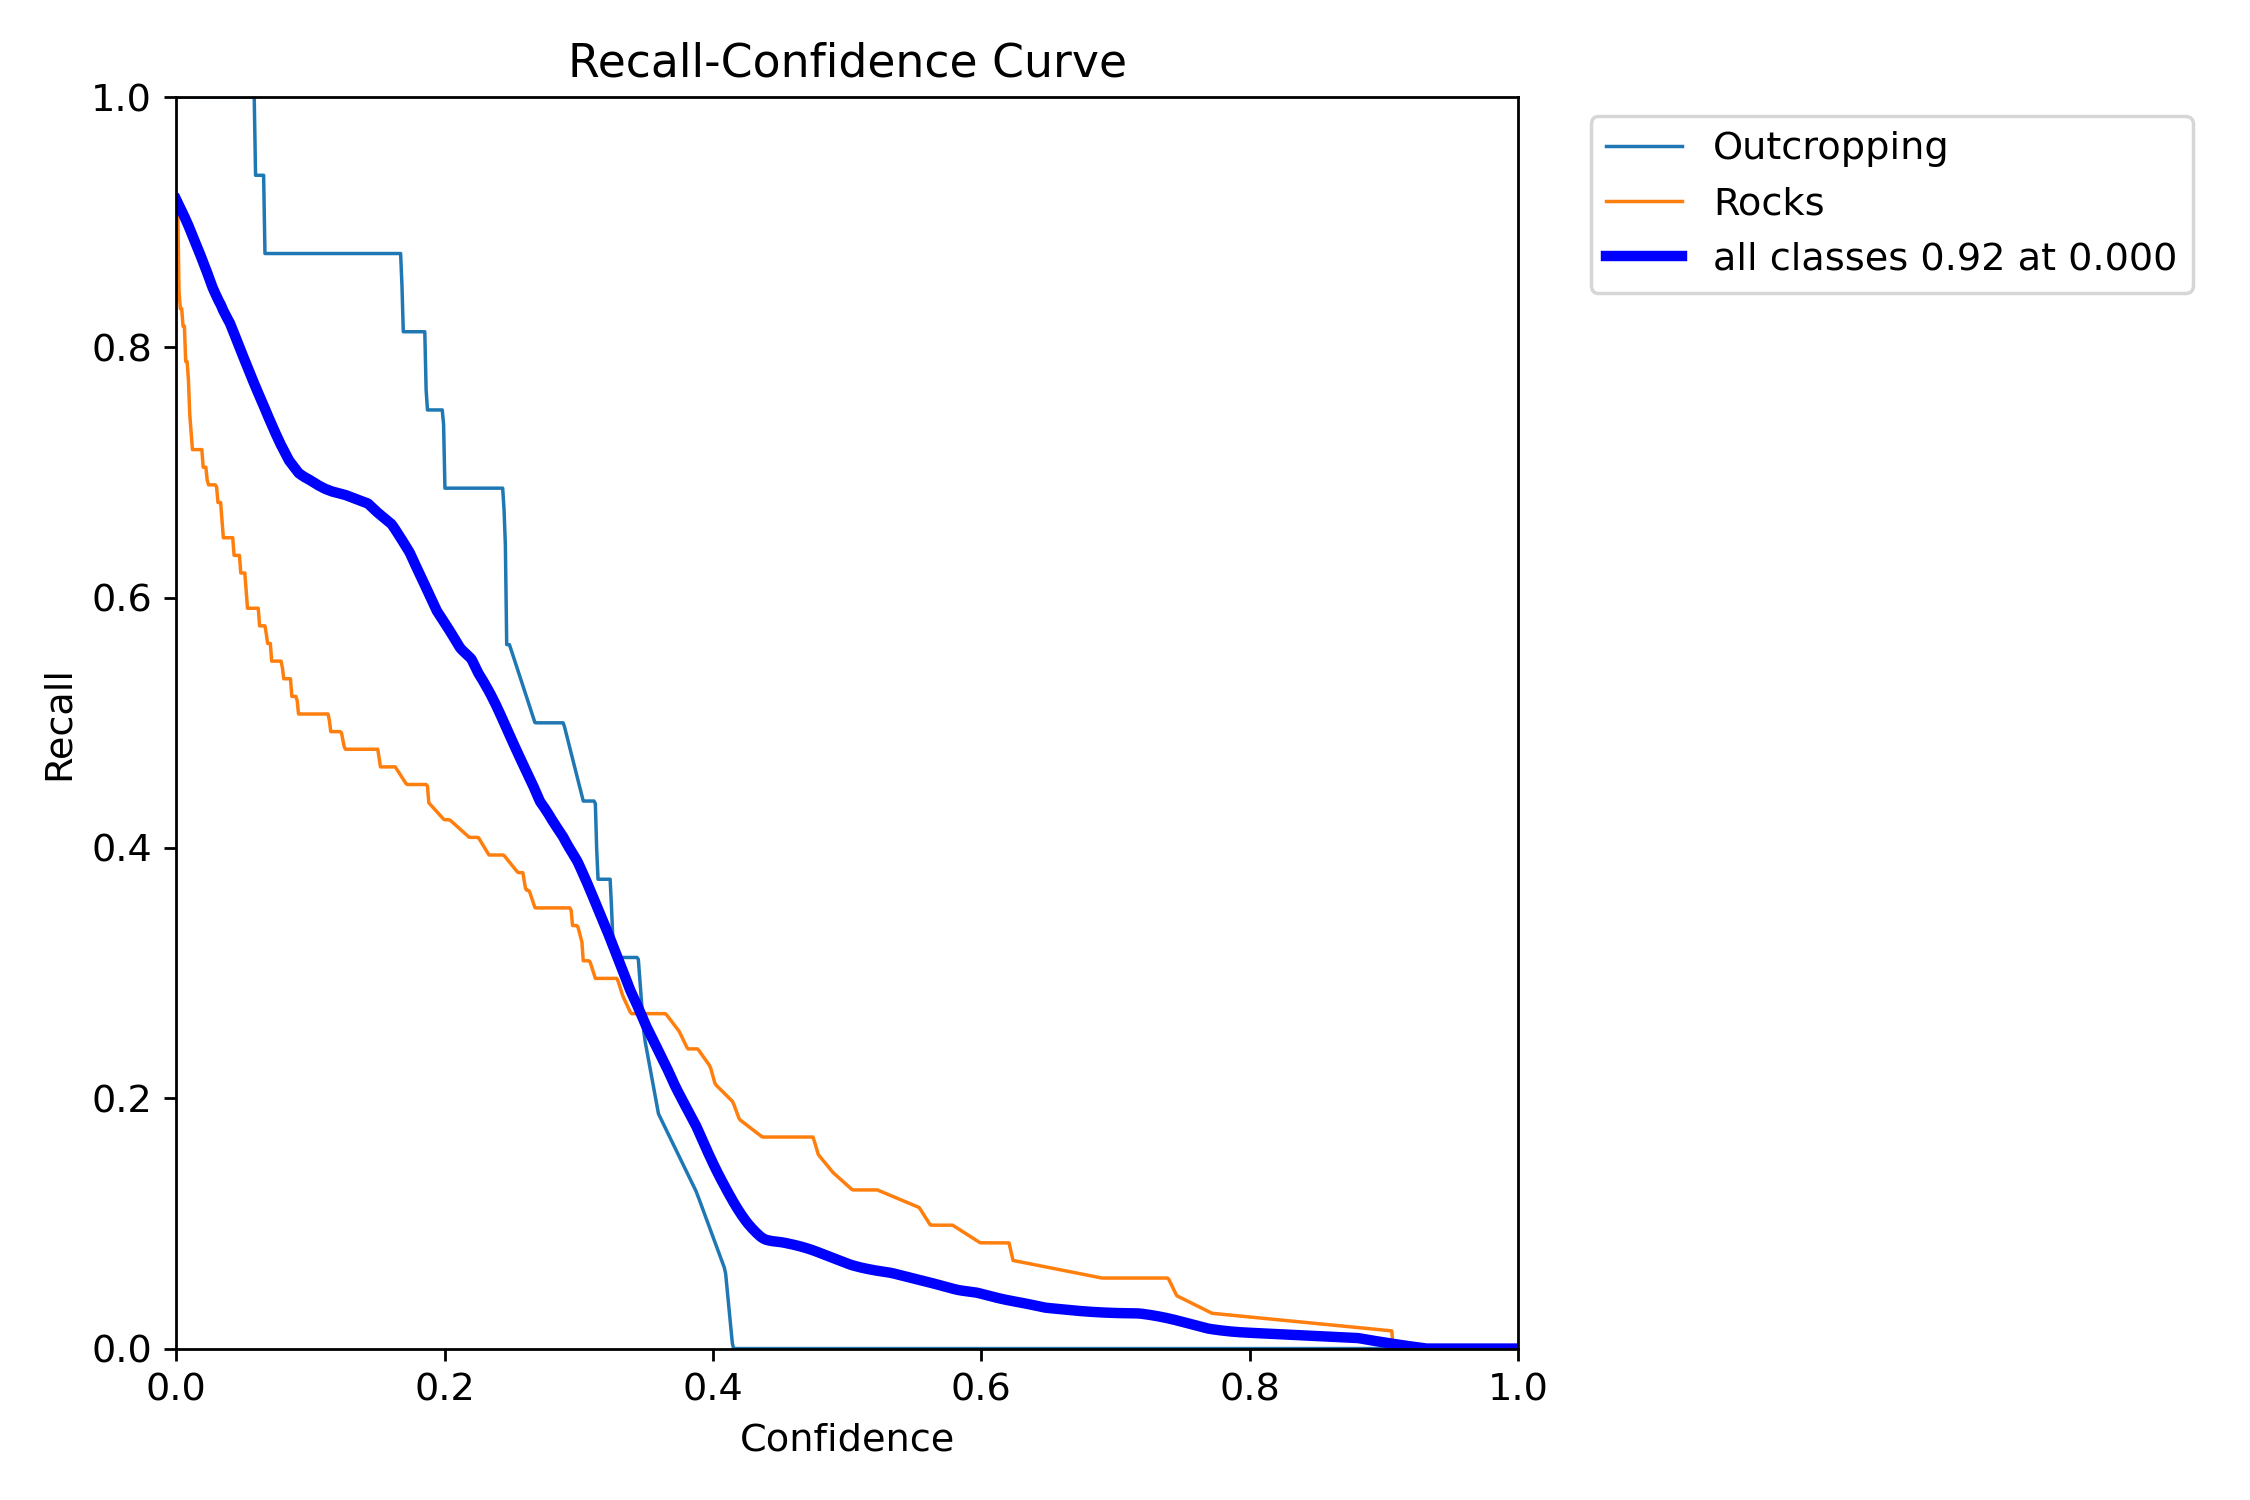 Recall-Confidence Curve
1.0
0.8
0.6
0.4
0.2
0.0
Recall
0.0 0.2 0.4 0.6 0.8 1.0
Confidence
Outcropping
Rocks
all classes 0.92 at 0.000